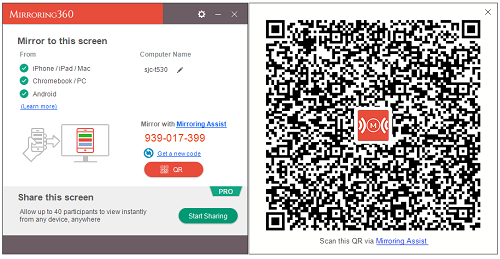 MIRRORING360
Mirror to this screen
From
Computer Name
iPhone / iPad / Mac
sjc-t530
Chromebook / PC
Android
(Learn more)
Mirror with Mirroring Assist
939-017-399
Get a new code
QR
PRO
Share this screen
Allow up to 40 participants to view instantly
from any device, anywhere
Start Sharing
M
Scan this QR via Mirroring Assist